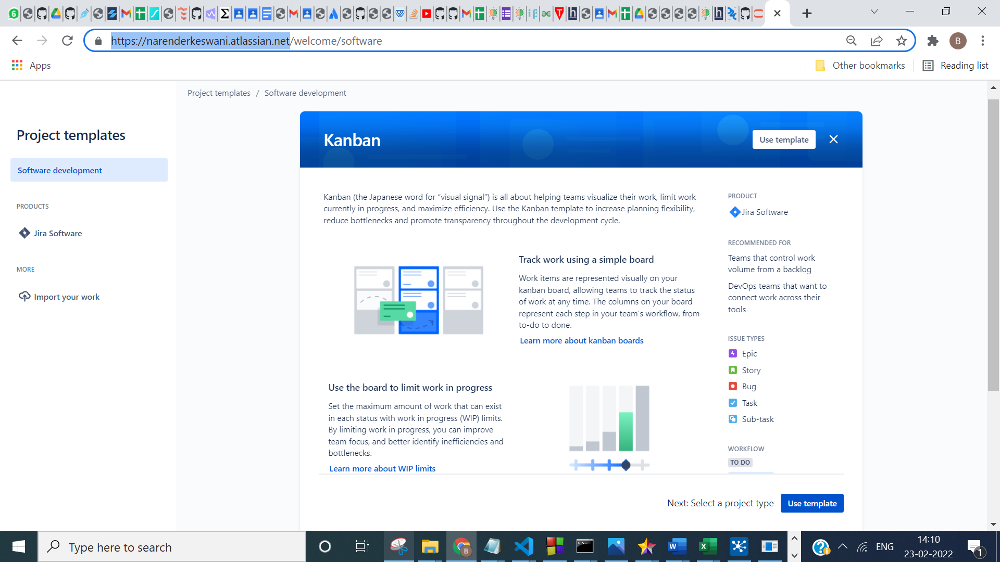 https://narenderkeswani.atlassian.net/welcome/software
B
Apps
Other bookmarks
Reading list
Project templates / Software development
Project templates
Software development
PRODUCTS
Jira Software
MORE
Import your work
Kanban
Use template
Kanban (the Japanese word for “visual signal”) is all about helping teams visualize their work, limit work
currently in progress, and maximize efficiency. Use the Kanban template to increase planning flexibility,
reduce bottlenecks and promote transparency throughout the development cycle.
Track work using a simple board
Work items are represented visually on your
kanban board, allowing teams to track the status
of work at any time. The columns on your board
represent each step in your team’s workflow, from
to-do to done.
Learn more about kanban boards
Use the board to limit work in progress
Set the maximum amount of work that can exist
in each status with work in progress (WIP) limits.
By limiting work in progress, you can improve
team focus, and better identify inefficiencies and
bottlenecks.
Learn more about WIP limits
PRODUCT
Jira Software
RECOMMENDED FOR
Teams that control work
volume from a backlog
DevOps teams that want to
connect work across their
tools
ISSUE TYPES
Epic
Story
Bug
Task
Sub-task
WORKFLOW
TO DO
Next: Select a project type
Use template
Type here to search
ENG
14:10
23-02-2022
1